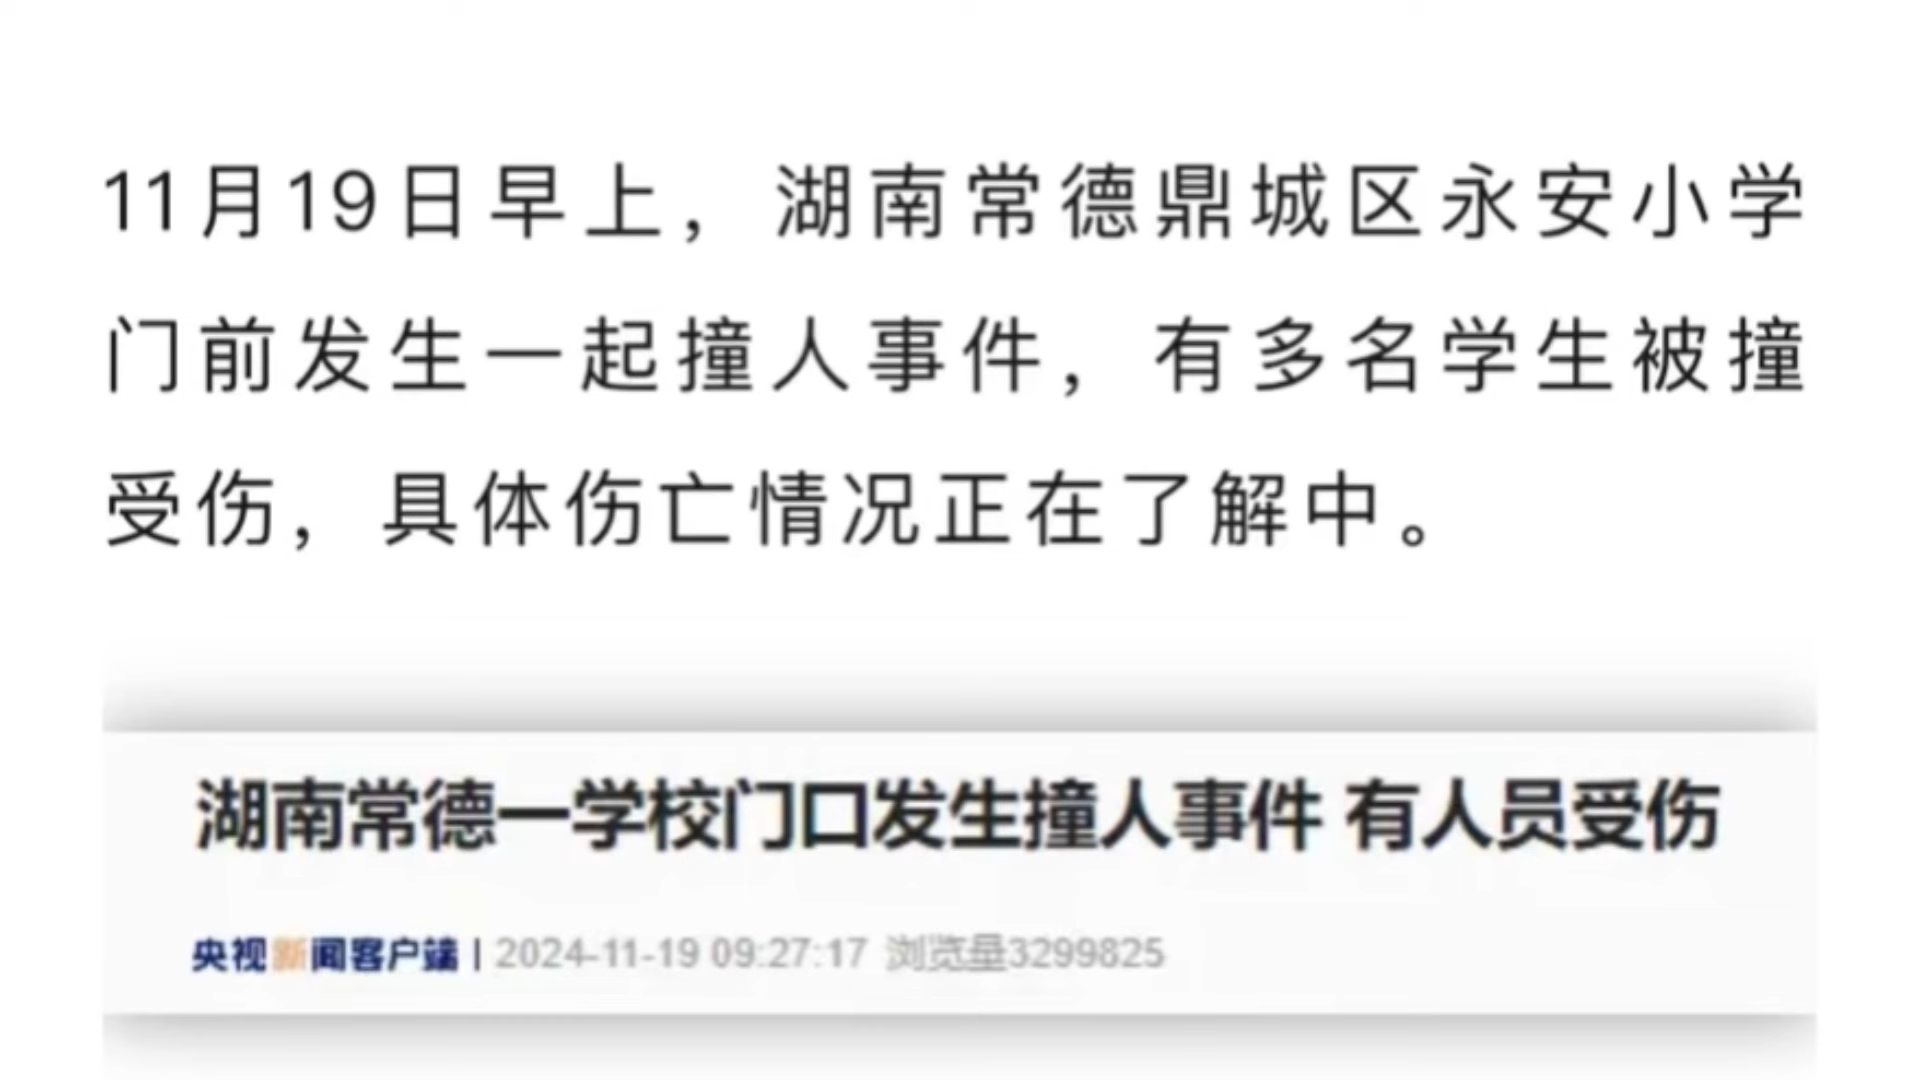 11月19日早上，湖南常德鼎城区永安小学
门前发生一起撞人事件，有多名学生被撞
受伤，具体伤亡情况正在了解中。
湖南常德一学校门口发生撞人事件 有人员受伤
央视新闻客户端 | 2024-11-19 09:27:17 浏览量3299825